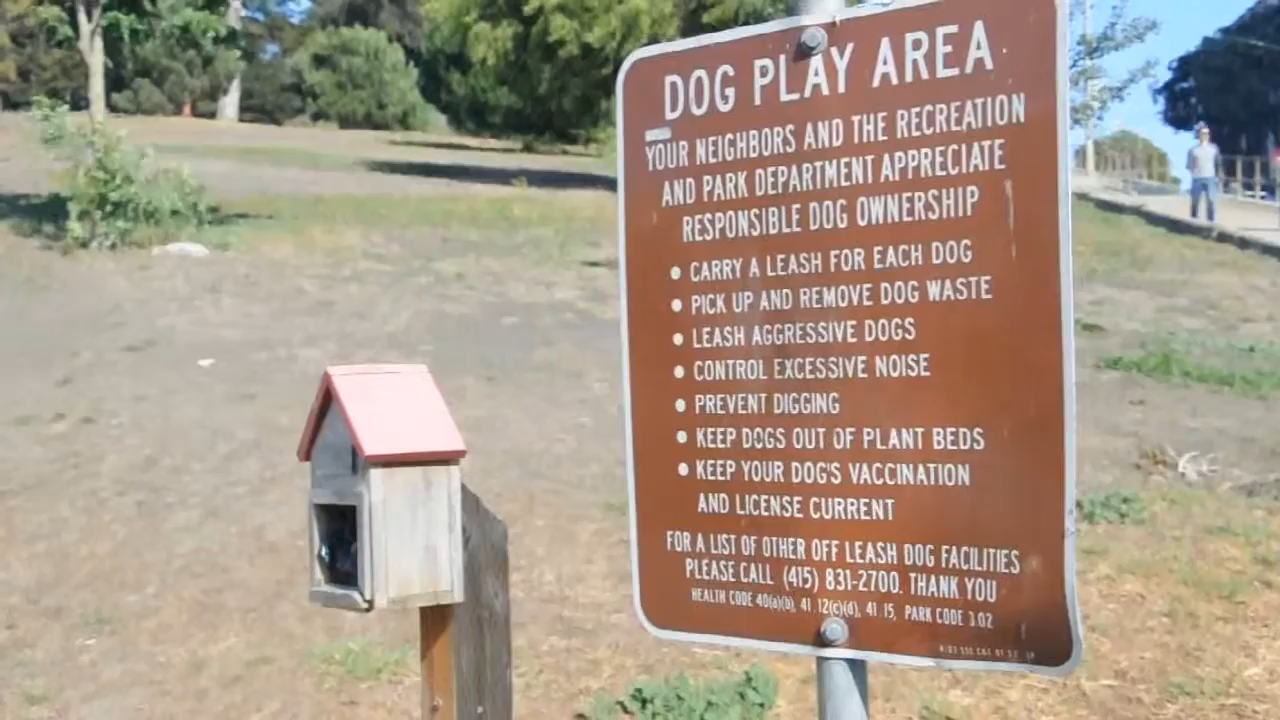 DOG PLAY AREA
YOUR NEIGHBORS AND THE RECREATION
AND PARK DEPARTMENT APPRECIATE
RESPONSIBLE DOG OWNERSHIP
• CARRY A LEASH FOR EACH DOG
• PICK UP AND REMOVE DOG WASTE
• LEASH AGGRESSIVE DOGS
• CONTROL EXCESSIVE NOISE
• PREVENT DIGGING
• KEEP DOGS OUT OF PLANT BEDS
• KEEP YOUR DOG'S VACCINATION
AND LICENSE CURRENT
FOR A LIST OF OTHER OFF LEASH DOG FACILITIES
PLEASE CALL (415) 831-2700. THANK YOU
HEALTH CODE 40(a)(b), 41.12(c)(d), 41.15, PARK CODE 3.02